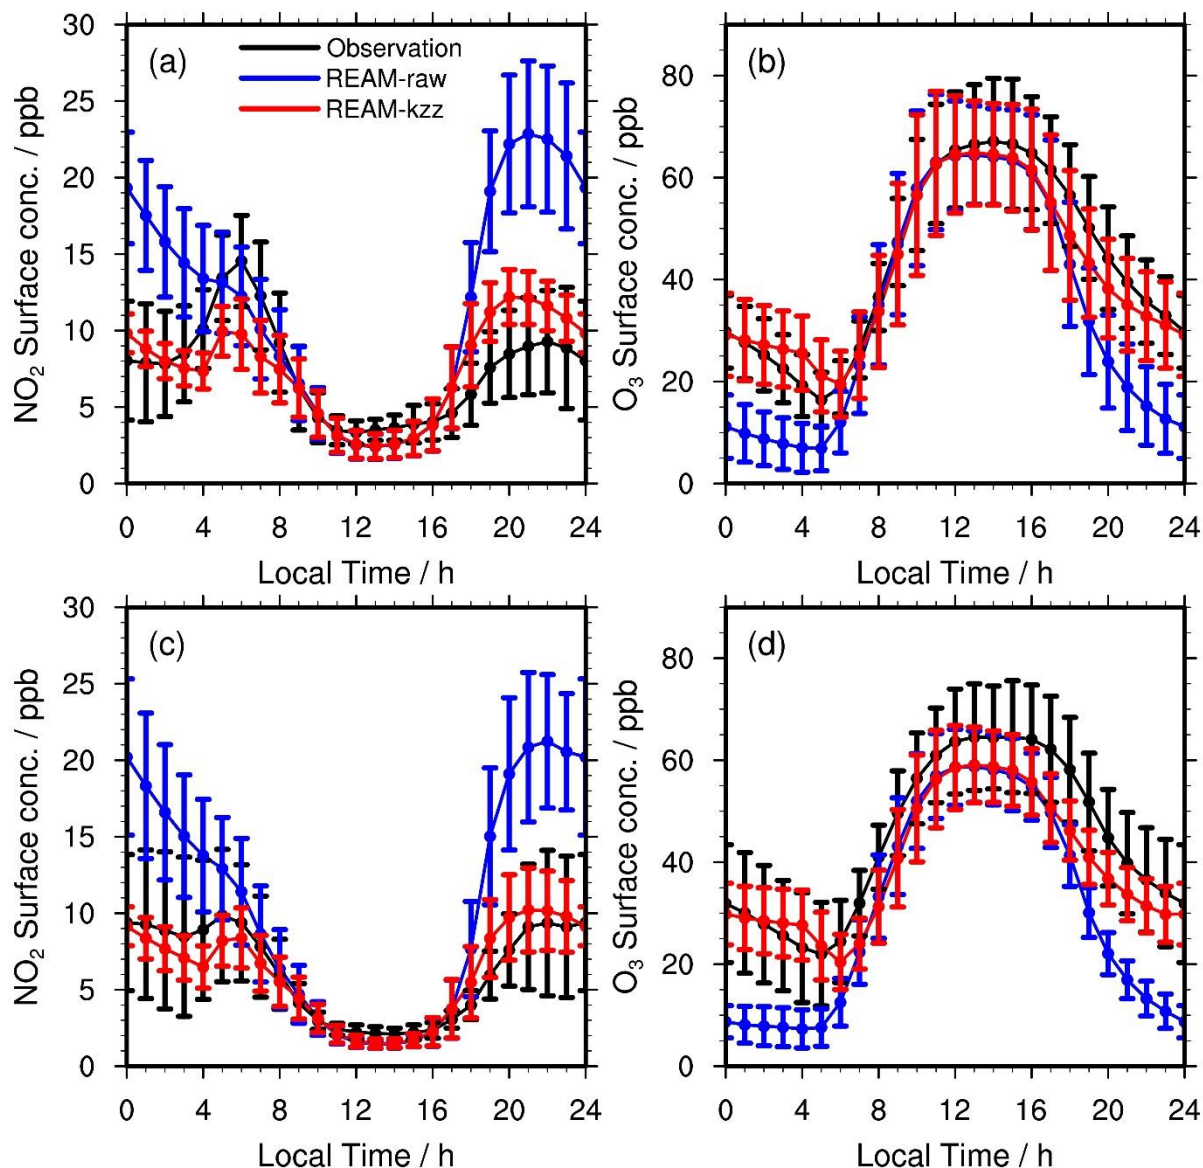 (a)
Observation
REAM-raw
REAM-kzz
NO2 Surface conc. / ppb
30
25
20
15
10
5
0
0 4 8 12 16 20 24
Local Time / h
(b)
O3 Surface conc. / ppb
80
60
40
20
0
0 4 8 12 16 20 24
Local Time / h
(c)
NO2 Surface conc. / ppb
30
25
20
15
10
5
0
0 4 8 12 16 20 24
Local Time / h
(d)
O3 Surface conc. / ppb
80
60
40
20
0
0 4 8 12 16 20 24
Local Time / h